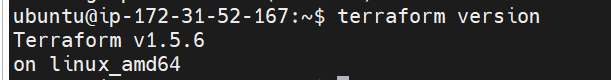 ubuntu@ip-172-31-52-167:~$ terraform version
Terraform v1.5.6
on linux_amd64